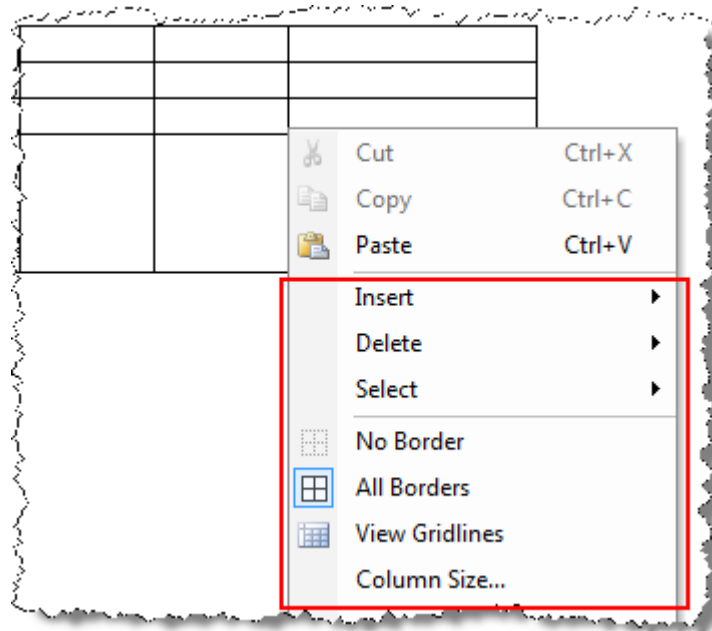 Cut Ctrl+X
Copy Ctrl+C
Paste Ctrl+V
Insert
Delete
Select
No Border
All Borders
View Gridlines
Column Size...